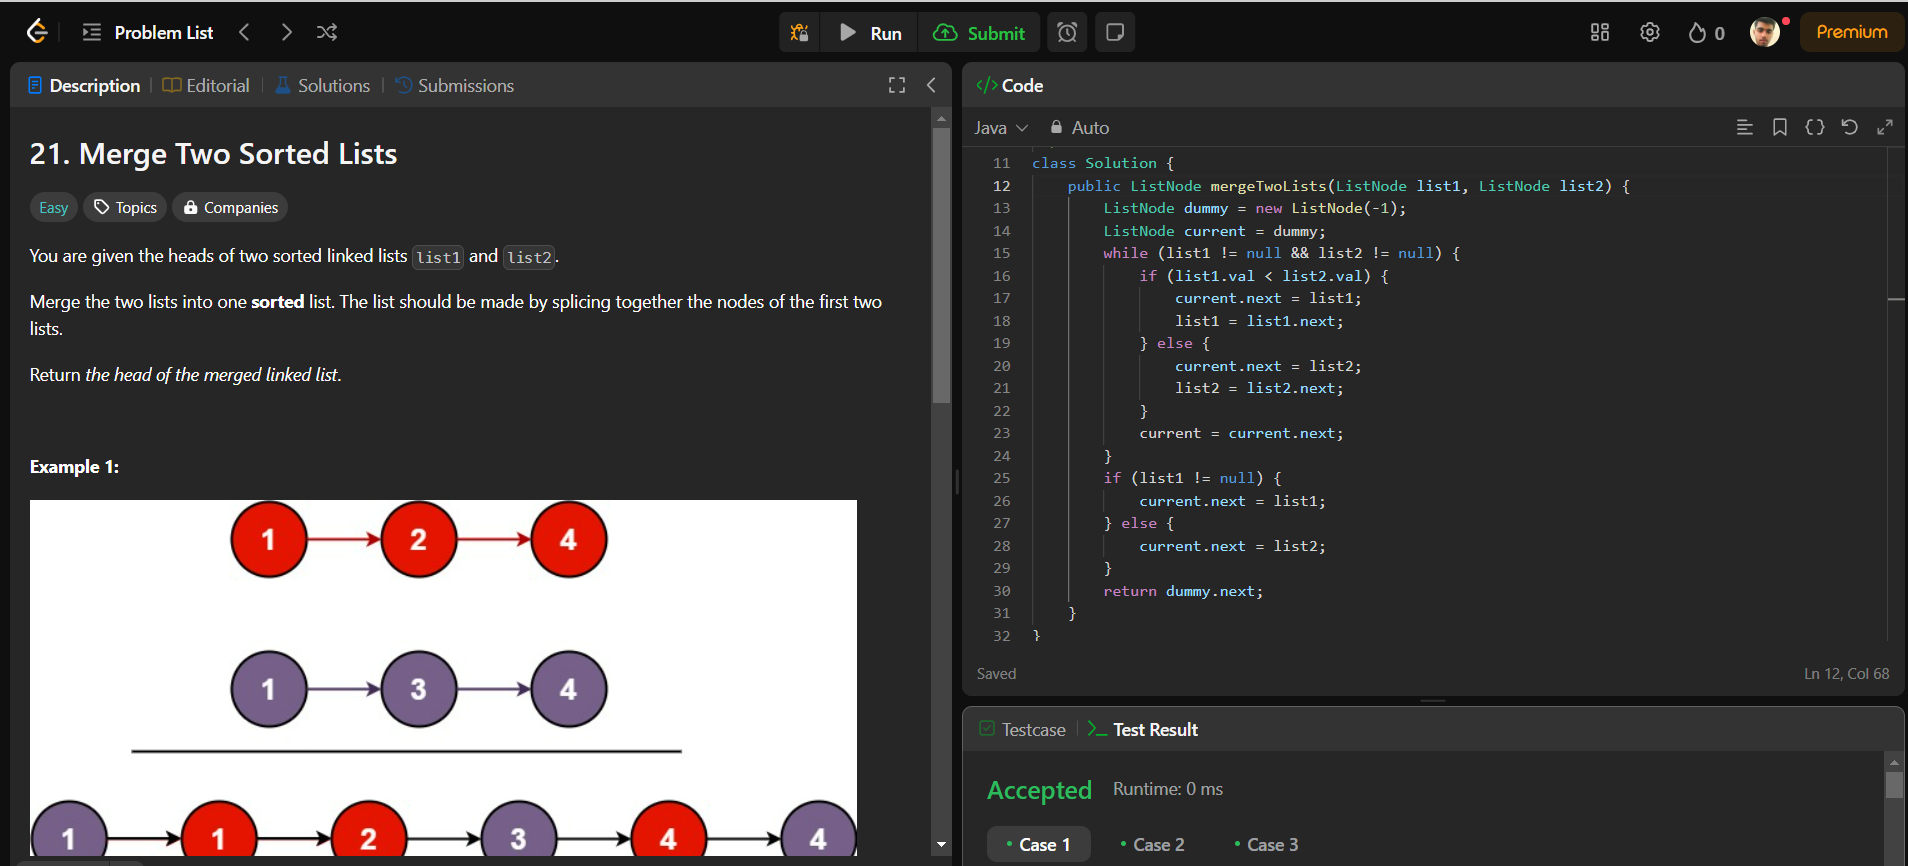 Problem List
Run
Submit
0
Premium
Description
Editorial
Solutions
Submissions
21. Merge Two Sorted Lists
Easy
Topics
Companies
You are given the heads of two sorted linked lists list1 and list2.
Merge the two lists into one sorted list. The list should be made by splicing together the nodes of the first two
lists.
Return the head of the merged linked list.
Example 1:
1 2 4
1 3 4
1 1 2 3 4 4
</> Code
Java
Auto
11 class Solution {
12     public ListNode mergeTwoLists(ListNode list1, ListNode list2) {
13         ListNode dummy = new ListNode(-1);
14         ListNode current = dummy;
15         while (list1 != null && list2 != null) {
16             if (list1.val < list2.val) {
17                 current.next = list1;
18                 list1 = list1.next;
19             } else {
20                 current.next = list2;
21                 list2 = list2.next;
22             }
23             current = current.next;
24         }
25         if (list1 != null) {
26             current.next = list1;
27         } else {
28             current.next = list2;
29         }
30         return dummy.next;
31     }
32 }
Saved
Ln 12, Col 68
Testcase
Test Result
Accepted
Runtime: 0 ms
Case 1
Case 2
Case 3